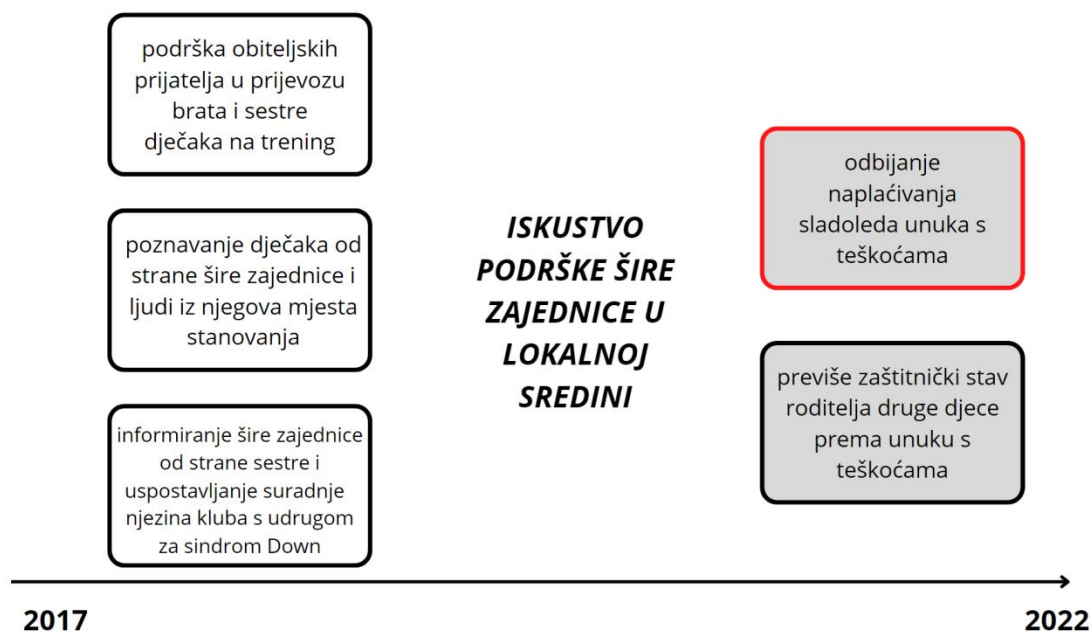 podrška obiteljskih
prijatelja u prijevozu
brata i sestre
dječaka na trening
poznavanje dječaka od
strane šire zajednice i
ljudi iz njegova mjesta
stanovanja
informiranje šire zajednice
od strane sestre i
uspostavljanje suradnje
njezina kluba s udrugom
za sindrom Down
ISKUSTVO
PODRŠKE ŠIRE
ZAJEDNICE U
LOKALNOJ
SREDINI
odbijanje
naplaćivanja
sladoleda unuka s
teškoćama
previše zaštitnički stav
roditelja druge djece
prema unuku s
teškoćama
2017
2022